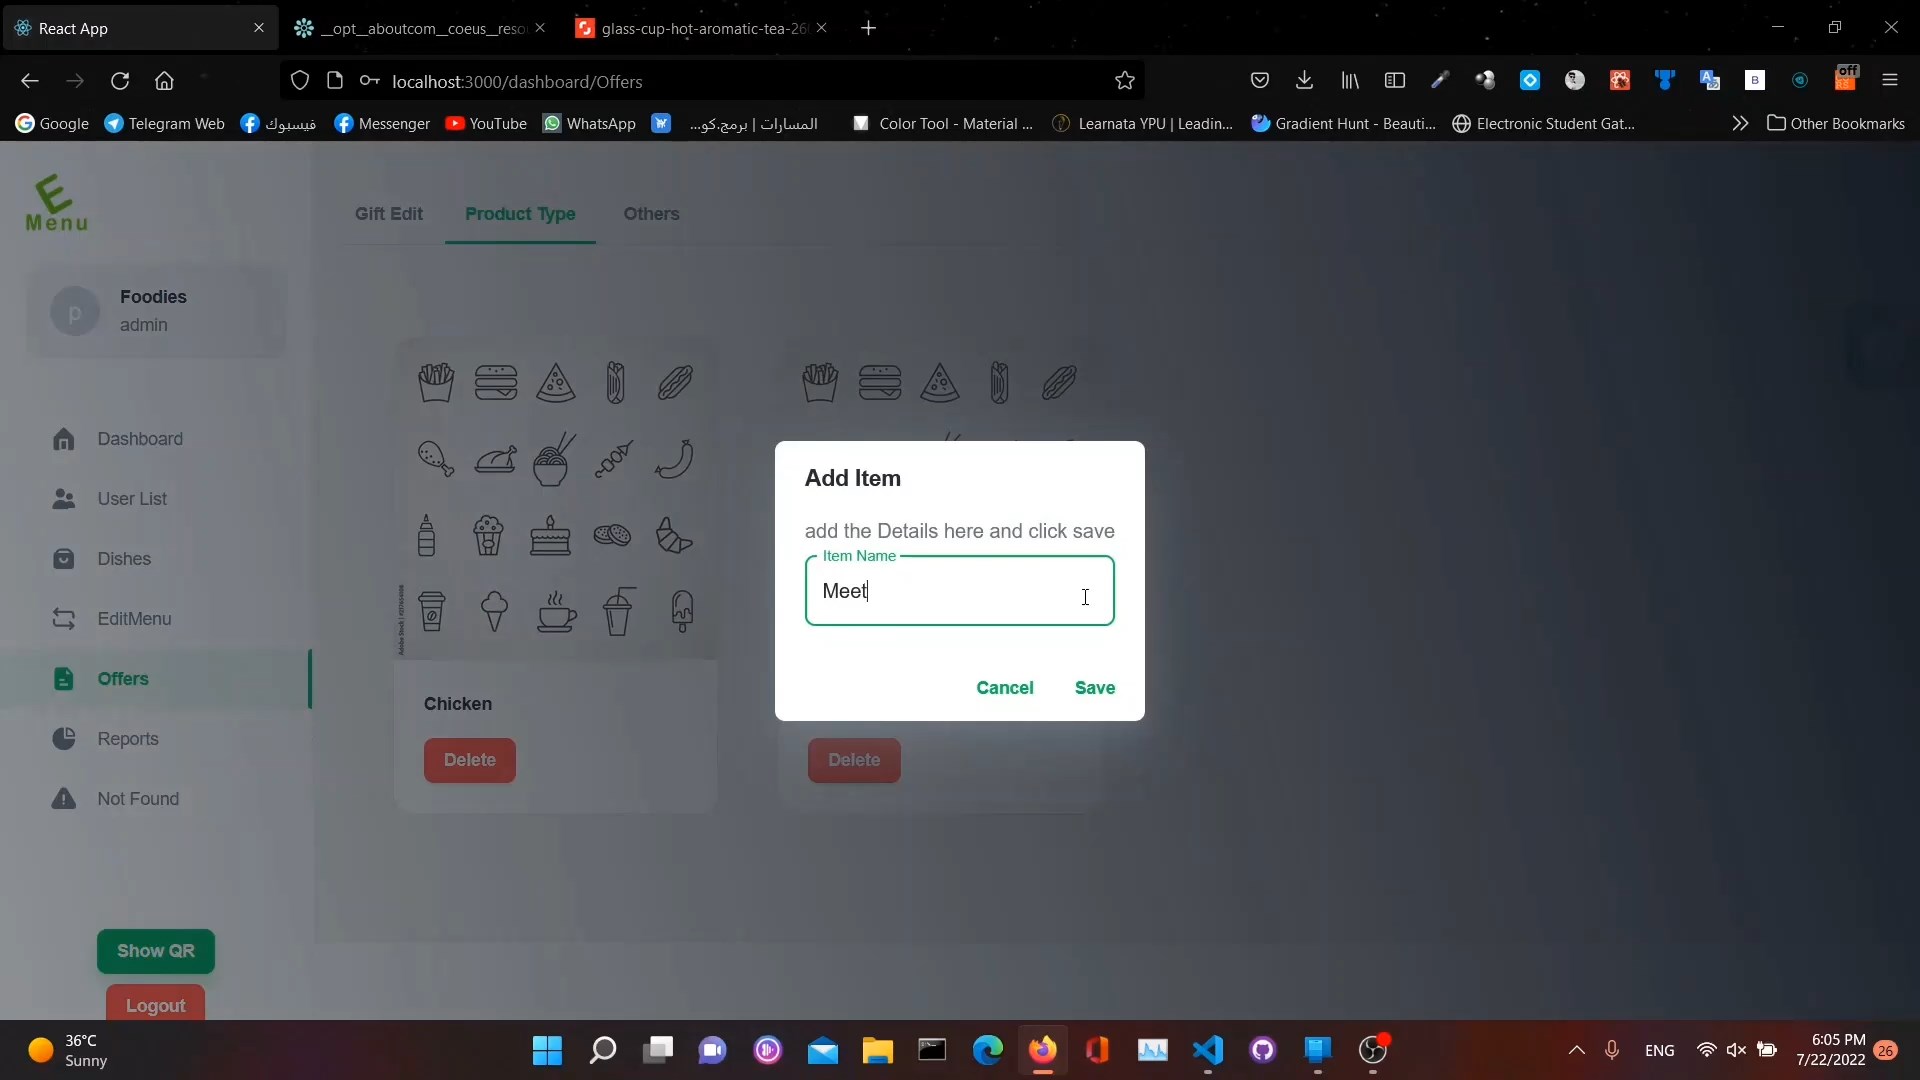 React App
__opt__aboutcom__coeus__reso
glass-cup-hot-aromatic-tea-26
localhost:3000/dashboard/Offers
off
Google
Telegram Web
فيسبوك
Messenger
YouTube
WhatsApp
المسارات | برمج.كو...
Color Tool - Material ...
Learnata YPU | Leadin...
Gradient Hunt - Beauti...
Electronic Student Gat...
Other Bookmarks
E
Menu
Gift Edit
Product Type
Others
p
Foodies
admin
Dashboard
User List
Dishes
EditMenu
Offers
Reports
Not Found
Show QR
Logout
Chicken
Delete
Delete
Add Item
add the Details here and click save
Item Name
Meet
Cancel
Save
36°C
Sunny
ENG
6:05 PM
7/22/2022
26